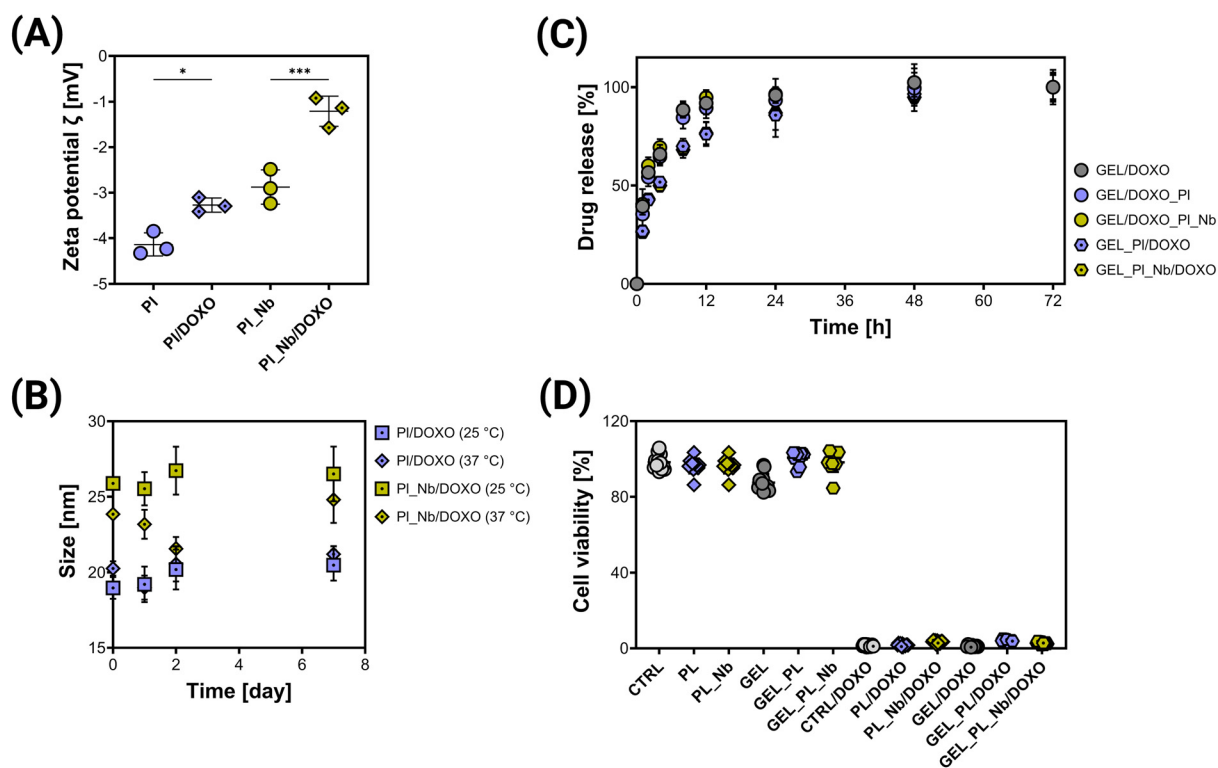 (A)
Zeta potential ζ [mV]
0
-1
-2
-3
-4
-5
*
***
Pl
Pl/DOXO
Pl_Nb
Pl_Nb/DOXO
(B)
Size [nm]
30
25
20
15
0
2
4
6
8
Time [day]
Pl/DOXO (25 °C)
Pl/DOXO (37 °C)
Pl_Nb/DOXO (25 °C)
Pl_Nb/DOXO (37 °C)
(C)
Drug release [%]
100
50
0
0
12
24
36
48
60
72
Time [h]
GEL/DOXO
GEL/DOXO_Pl
GEL/DOXO_Pl_Nb
GEL_Pl/DOXO
GEL_Pl_Nb/DOXO
(D)
Cell viability [%]
120
80
40
0
CTRL
PL
PL_Nb
GEL
GEL_PL
GEL_PL_Nb
CTRL/DOXO
PL/DOXO
PL_Nb/DOXO
GEL/DOXO
GEL_PL/DOXO
GEL_PL_Nb/DOXO